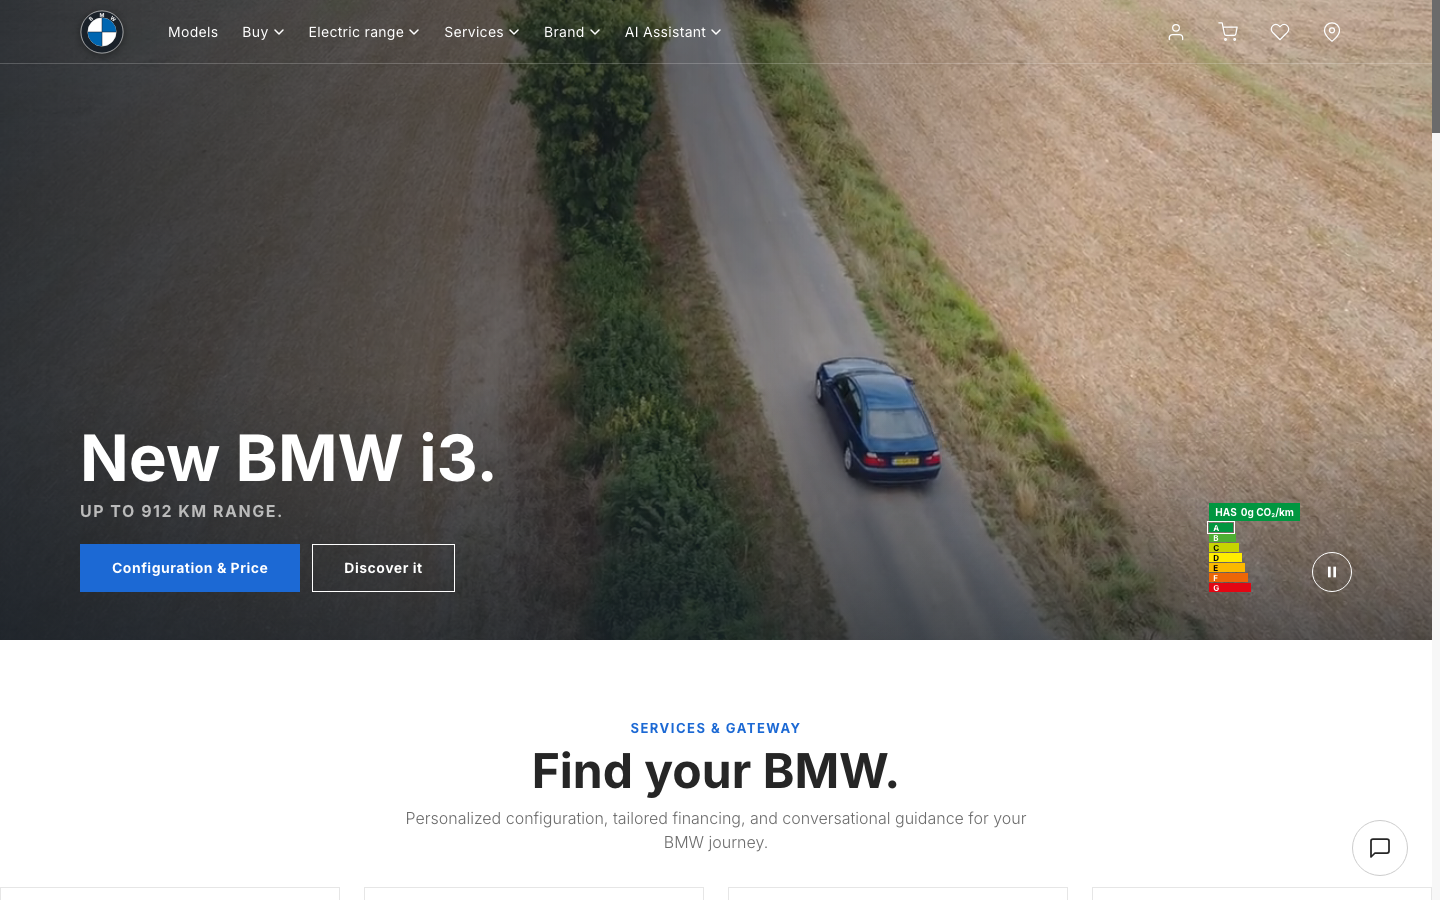 BMW
Models
Buy
Electric range
Services
Brand
AI Assistant
New BMW i3.
UP TO 912 KM RANGE.
Configuration & Price
Discover it
HAS 0g CO₂/km
A
B
C
D
E
F
G
SERVICES & GATEWAY
Find your BMW.
Personalized configuration, tailored financing, and conversational guidance for your
BMW journey.